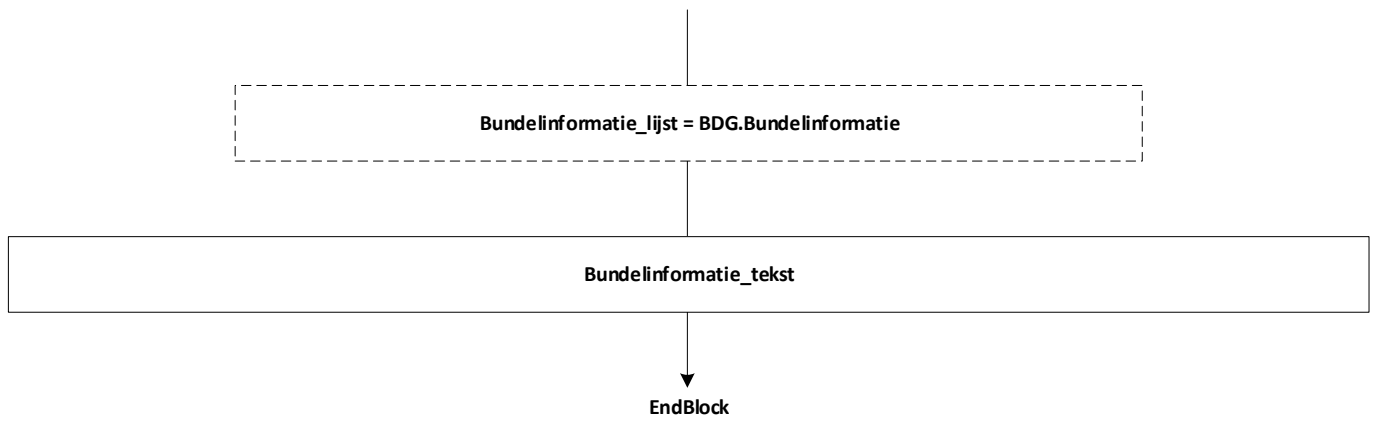 Bundelinformatie_lijst = BDG.Bundelinformatie
Bundelinformatie_tekst
EndBlock